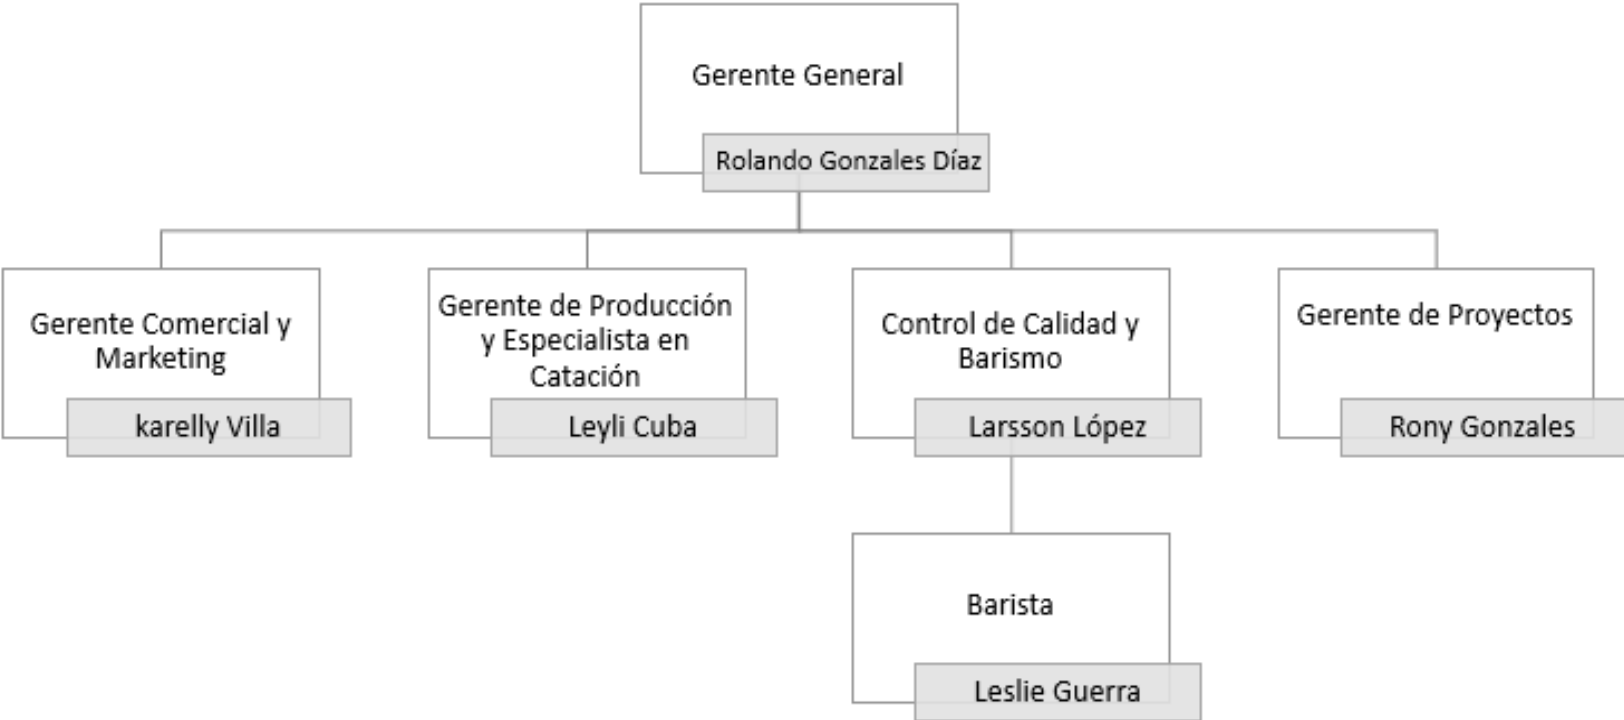 Gerente General
Rolando Gonzales Díaz
Gerente Comercial y
Marketing
karelly Villa
Gerente de Producción
y Especialista en
Catación
Leyli Cuba
Control de Calidad y
Barismo
Larsson López
Gerente de Proyectos
Rony Gonzales
Barista
Leslie Guerra